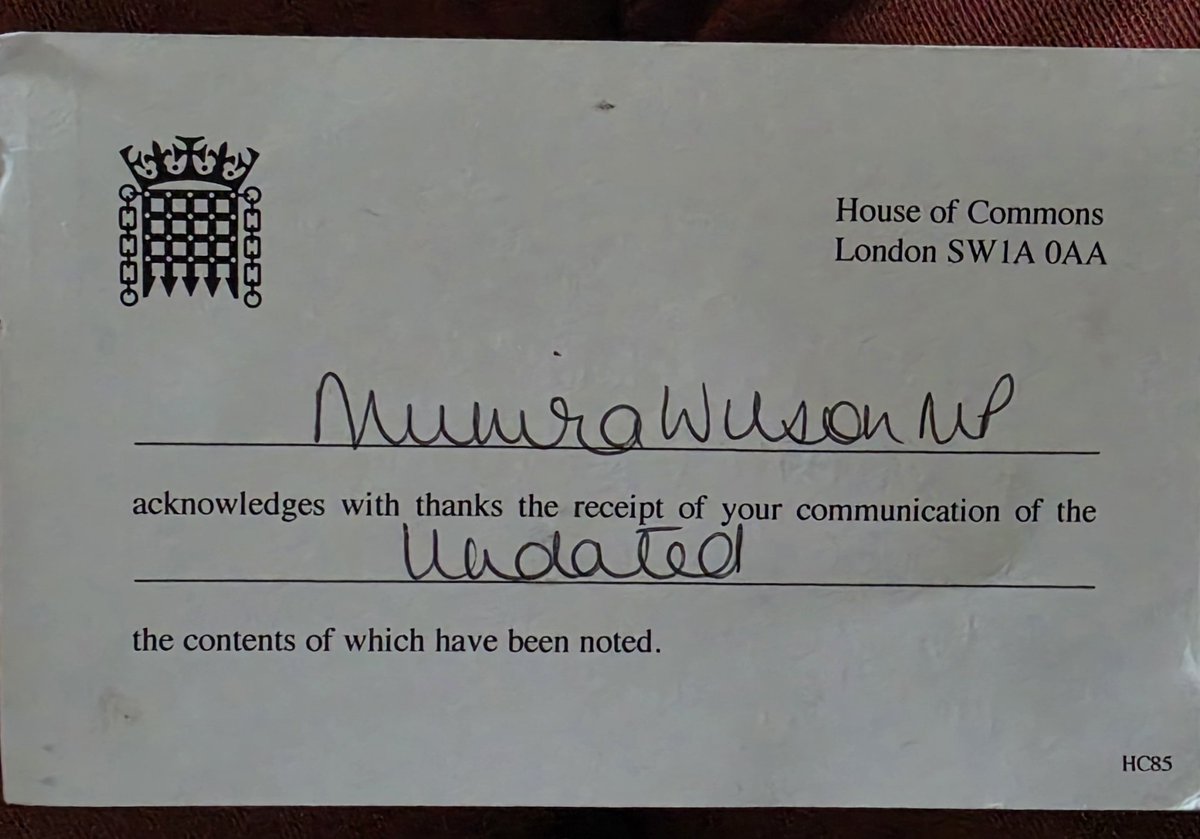 House of Commons
London SW1A 0AA
Munira Wilson MP
acknowledges with thanks the receipt of your communication of the
Undated
the contents of which have been noted.
HC85